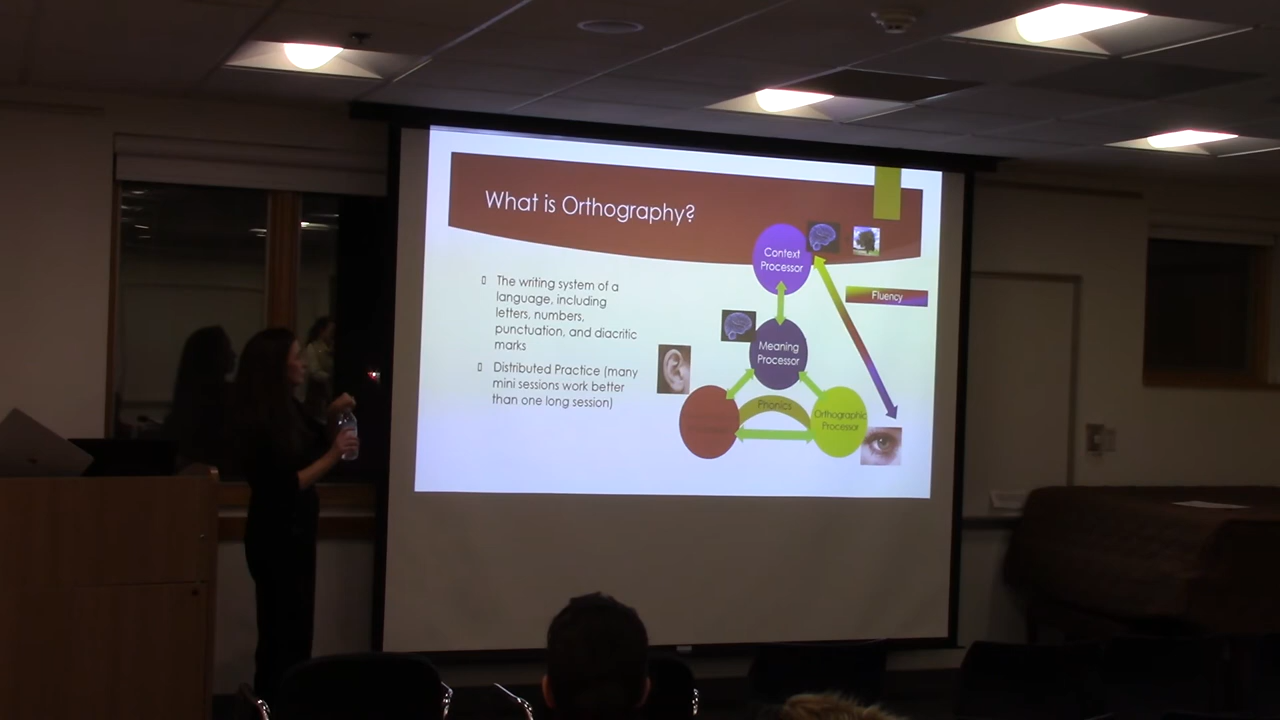 What is Orthography?
The writing system of a
language, including
letters, numbers,
punctuation, and diacritic
marks
Distributed Practice (many
mini sessions work better
than one long session)
Context
Processor
Fluency
Meaning
Processor
Phonics
Orthographic
Processor